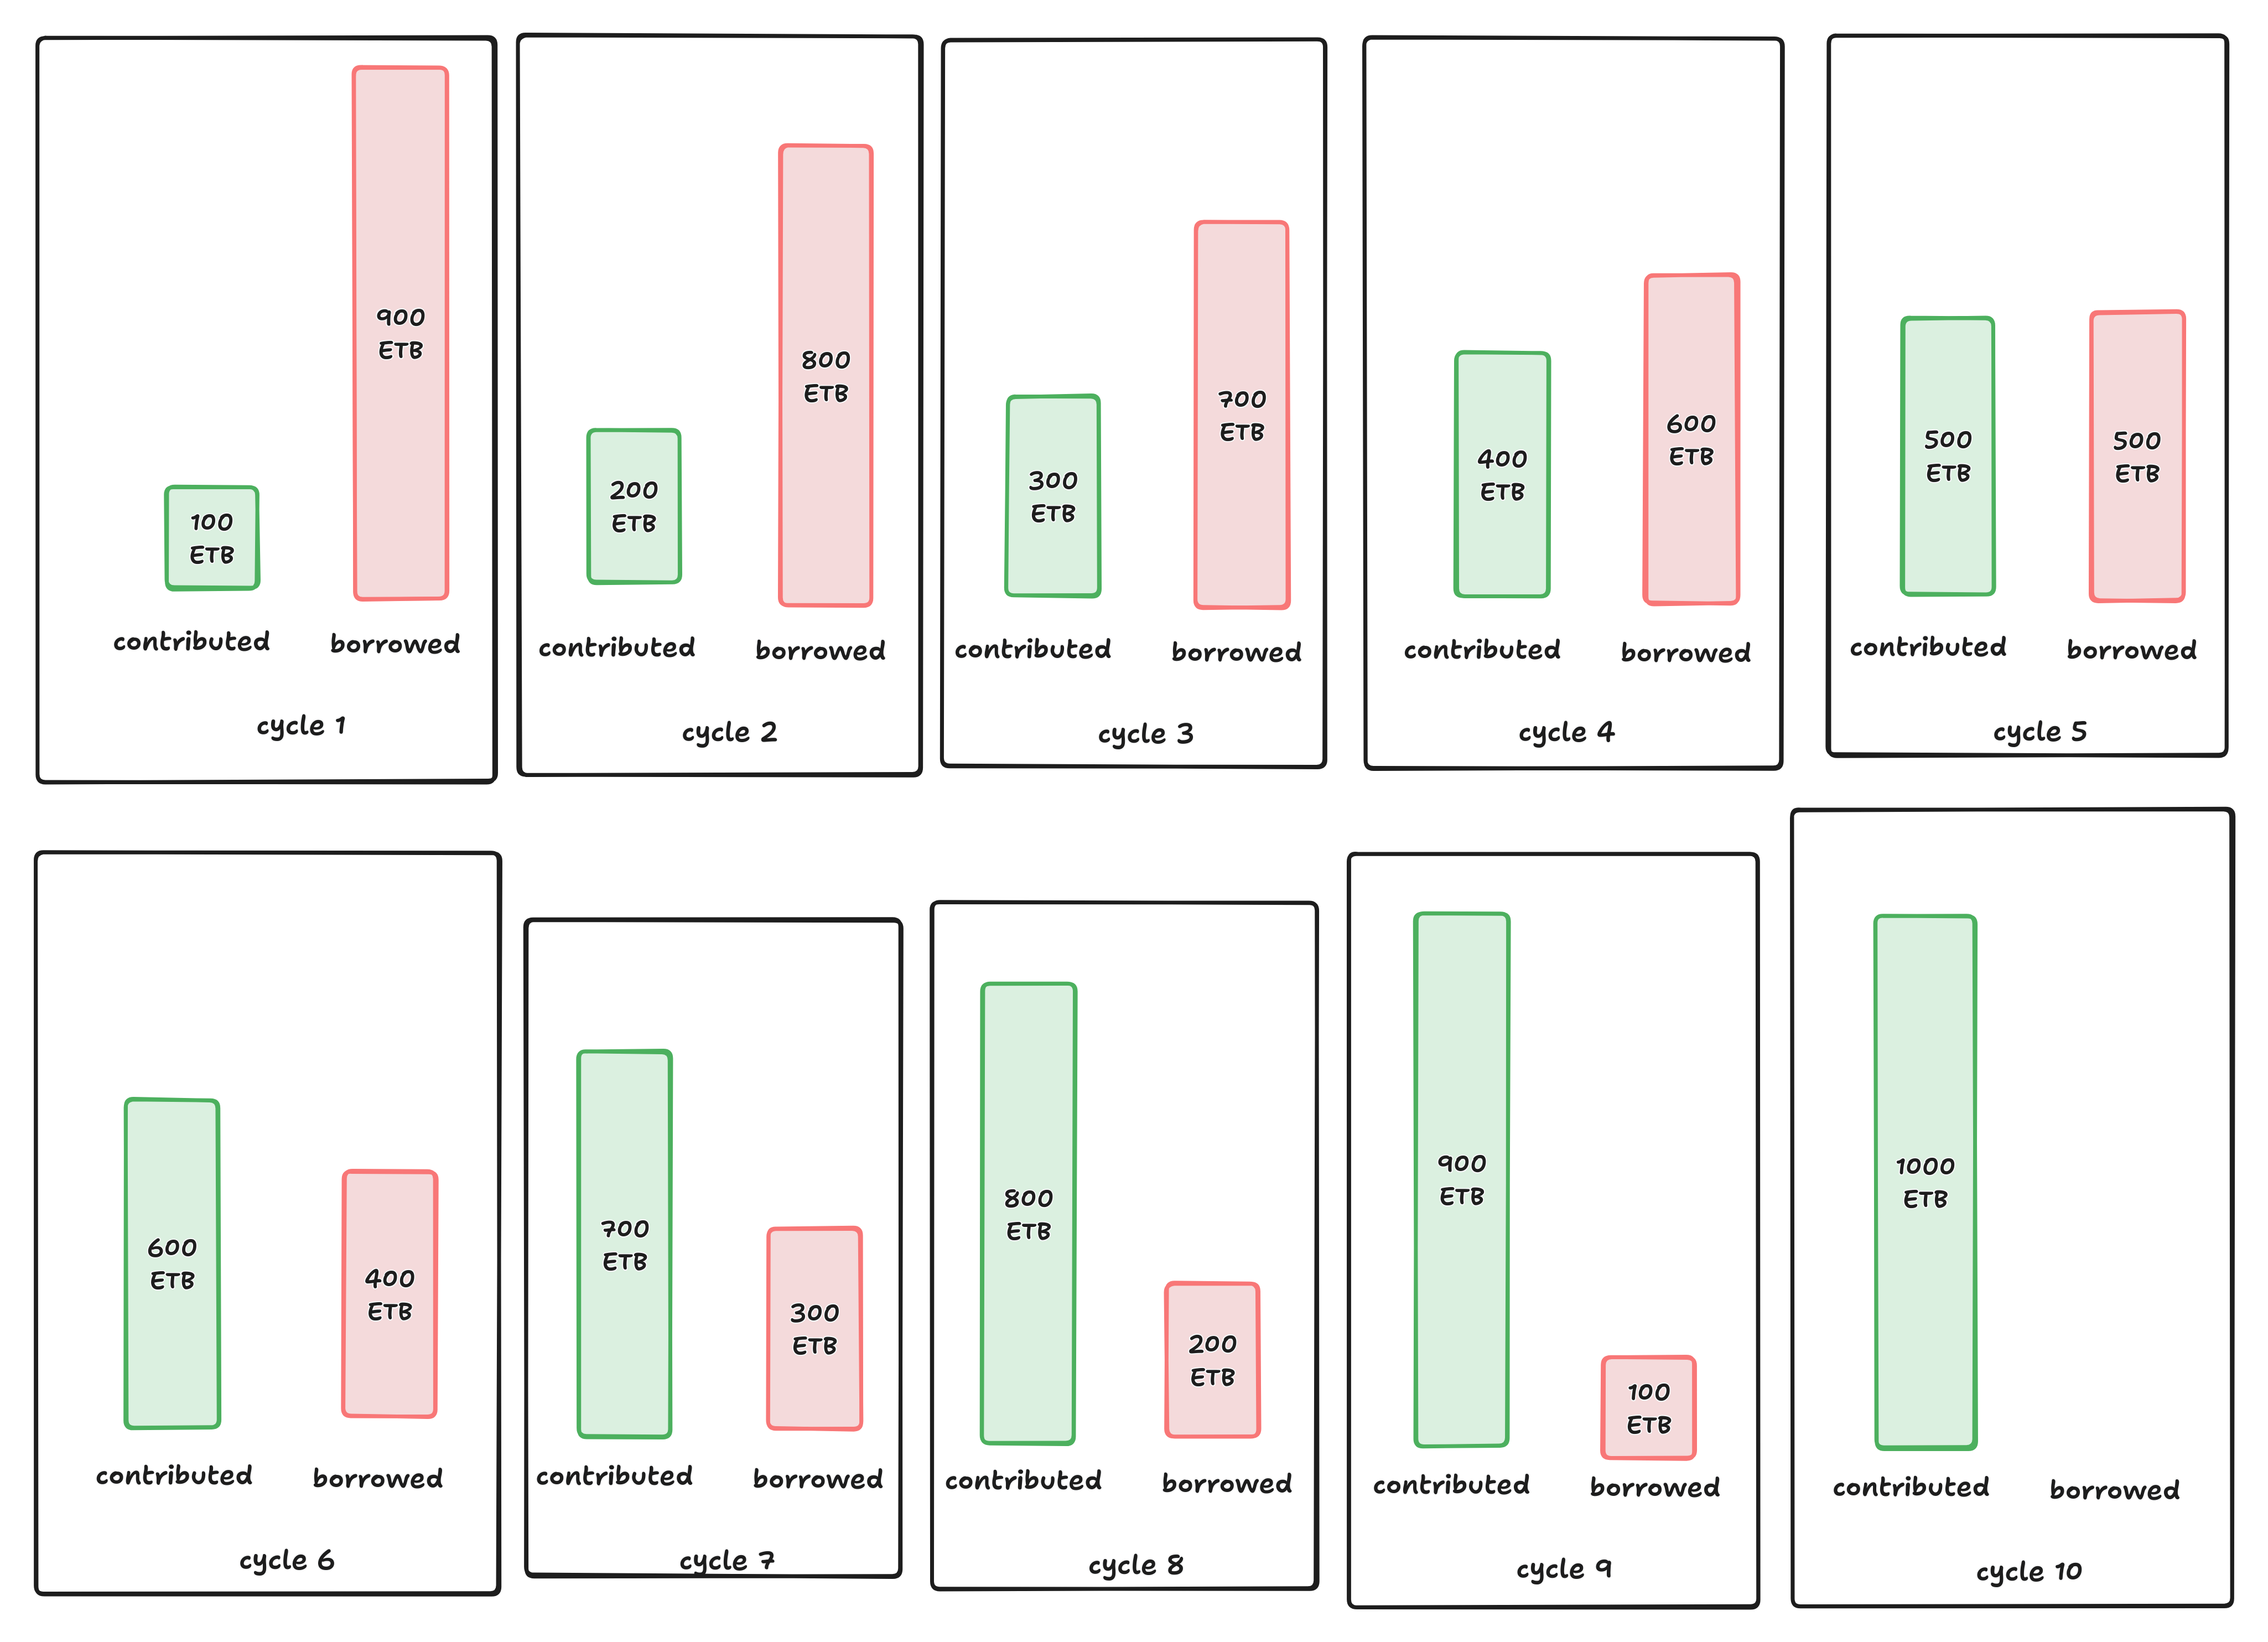 100
ETB
900
ETB
contributed
borrowed
cycle 1
200
ETB
800
ETB
contributed
borrowed
cycle 2
300
ETB
700
ETB
contributed
borrowed
cycle 3
400
ETB
600
ETB
contributed
borrowed
cycle 4
500
ETB
500
ETB
contributed
borrowed
cycle 5
600
ETB
400
ETB
contributed
borrowed
cycle 6
700
ETB
300
ETB
contributed
borrowed
cycle 7
800
ETB
200
ETB
contributed
borrowed
cycle 8
900
ETB
100
ETB
contributed
borrowed
cycle 9
1000
ETB
contributed
borrowed
cycle 10